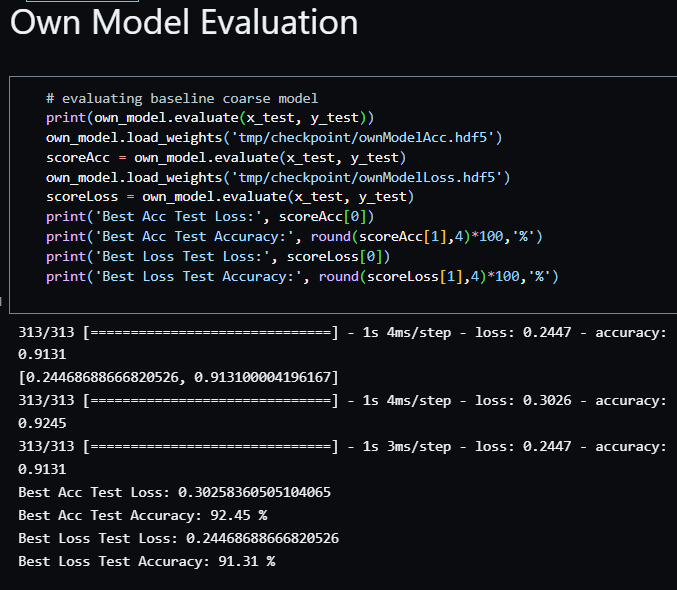 Own Model Evaluation
# evaluating baseline coarse model
print(own_model.evaluate(x_test, y_test))
own_model.load_weights('tmp/checkpoint/ownModelAcc.hdf5')
scoreAcc = own_model.evaluate(x_test, y_test)
own_model.load_weights('tmp/checkpoint/ownModelLoss.hdf5')
scoreLoss = own_model.evaluate(x_test, y_test)
print('Best Acc Test Loss:', scoreAcc[0])
print('Best Acc Test Accuracy:', round(scoreAcc[1],4)*100,'%')
print('Best Loss Test Loss:', scoreLoss[0])
print('Best Loss Test Accuracy:', round(scoreLoss[1],4)*100,'%')
313/313 [==============================] - 1s 4ms/step - loss: 0.2447 - accuracy:
0.9131
[0.24468688666820526, 0.913100004196167]
313/313 [==============================] - 1s 4ms/step - loss: 0.3026 - accuracy:
0.9245
313/313 [==============================] - 1s 3ms/step - loss: 0.2447 - accuracy:
0.9131
Best Acc Test Loss: 0.30258360505104065
Best Acc Test Accuracy: 92.45 %
Best Loss Test Loss: 0.24468688666820526
Best Loss Test Accuracy: 91.31 %